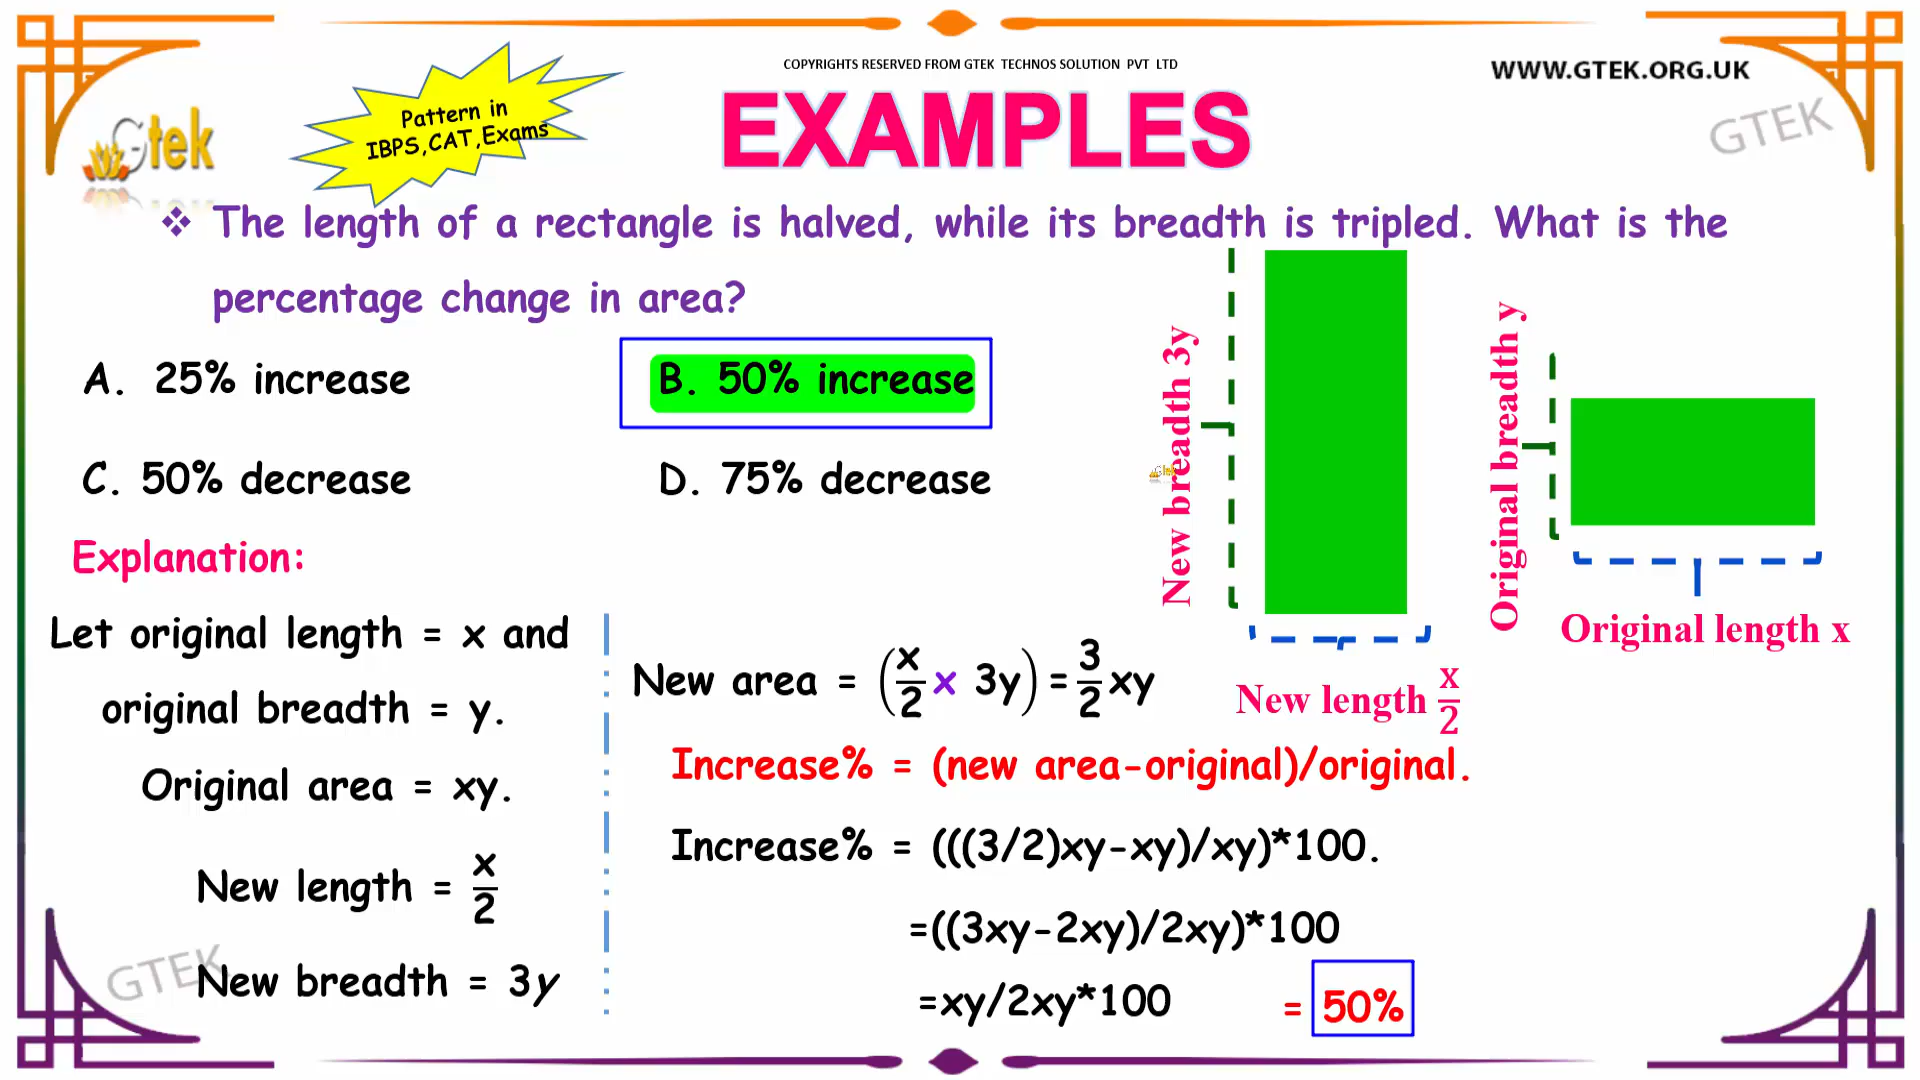 COPYRIGHTS RESERVED FROM GTEK TECHNOS SOLUTION PVT LTD
WWW.GTEK.ORG.UK
Gtek
Pattern in
IBPS,CAT,Exams
EXAMPLES
GTEK
❖ The length of a rectangle is halved, while its breadth is tripled. What is the
percentage change in area?
A. 25% increase
B. 50% increase
C. 50% decrease
D. 75% decrease
New breadth 3y
Original breadth y
Original length x
New length x/2
Explanation:
Let original length = x and
original breadth = y.
Original area = xy.
New length = x/2
New breadth = 3y
GTEK
New area = (x/2 x 3y) = 3/2 xy
Increase% = (new area-original)/original.
Increase% = (((3/2)xy-xy)/xy)*100.
=((3xy-2xy)/2xy)*100
=xy/2xy*100 = 50%